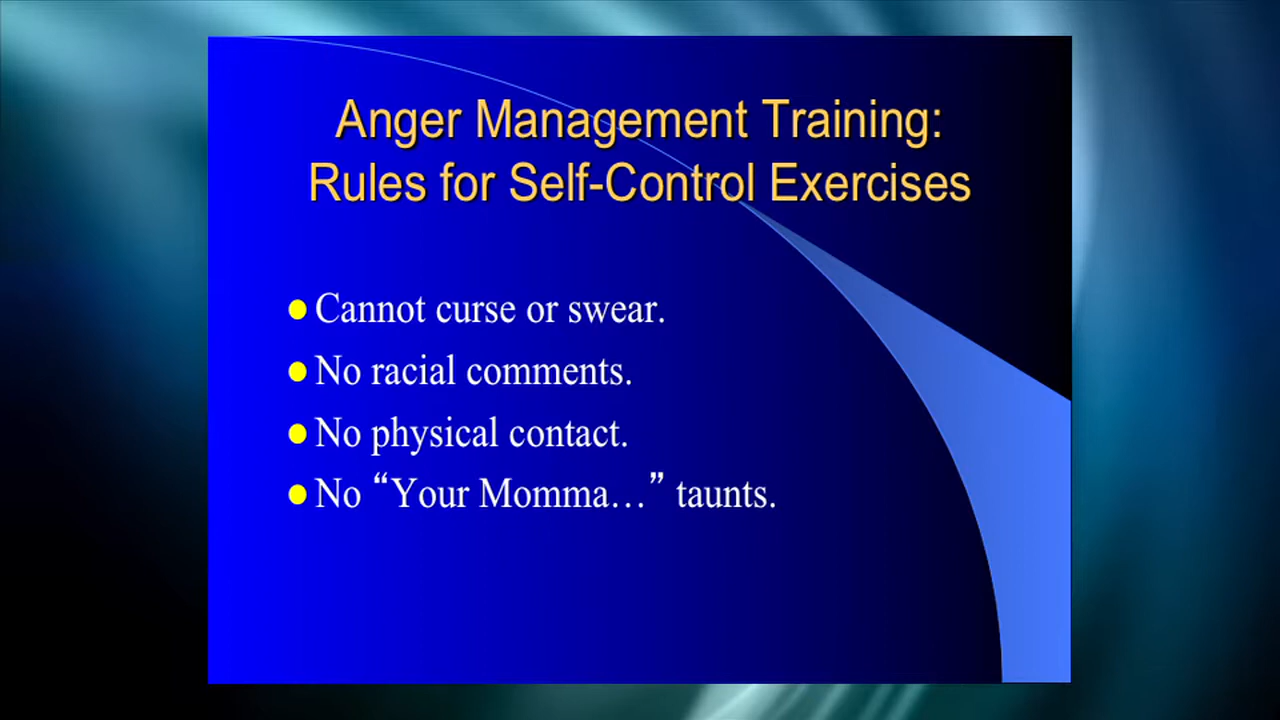 Anger Management Training:
Rules for Self-Control Exercises
Cannot curse or swear.
No racial comments.
No physical contact.
No “Your Momma…” taunts.